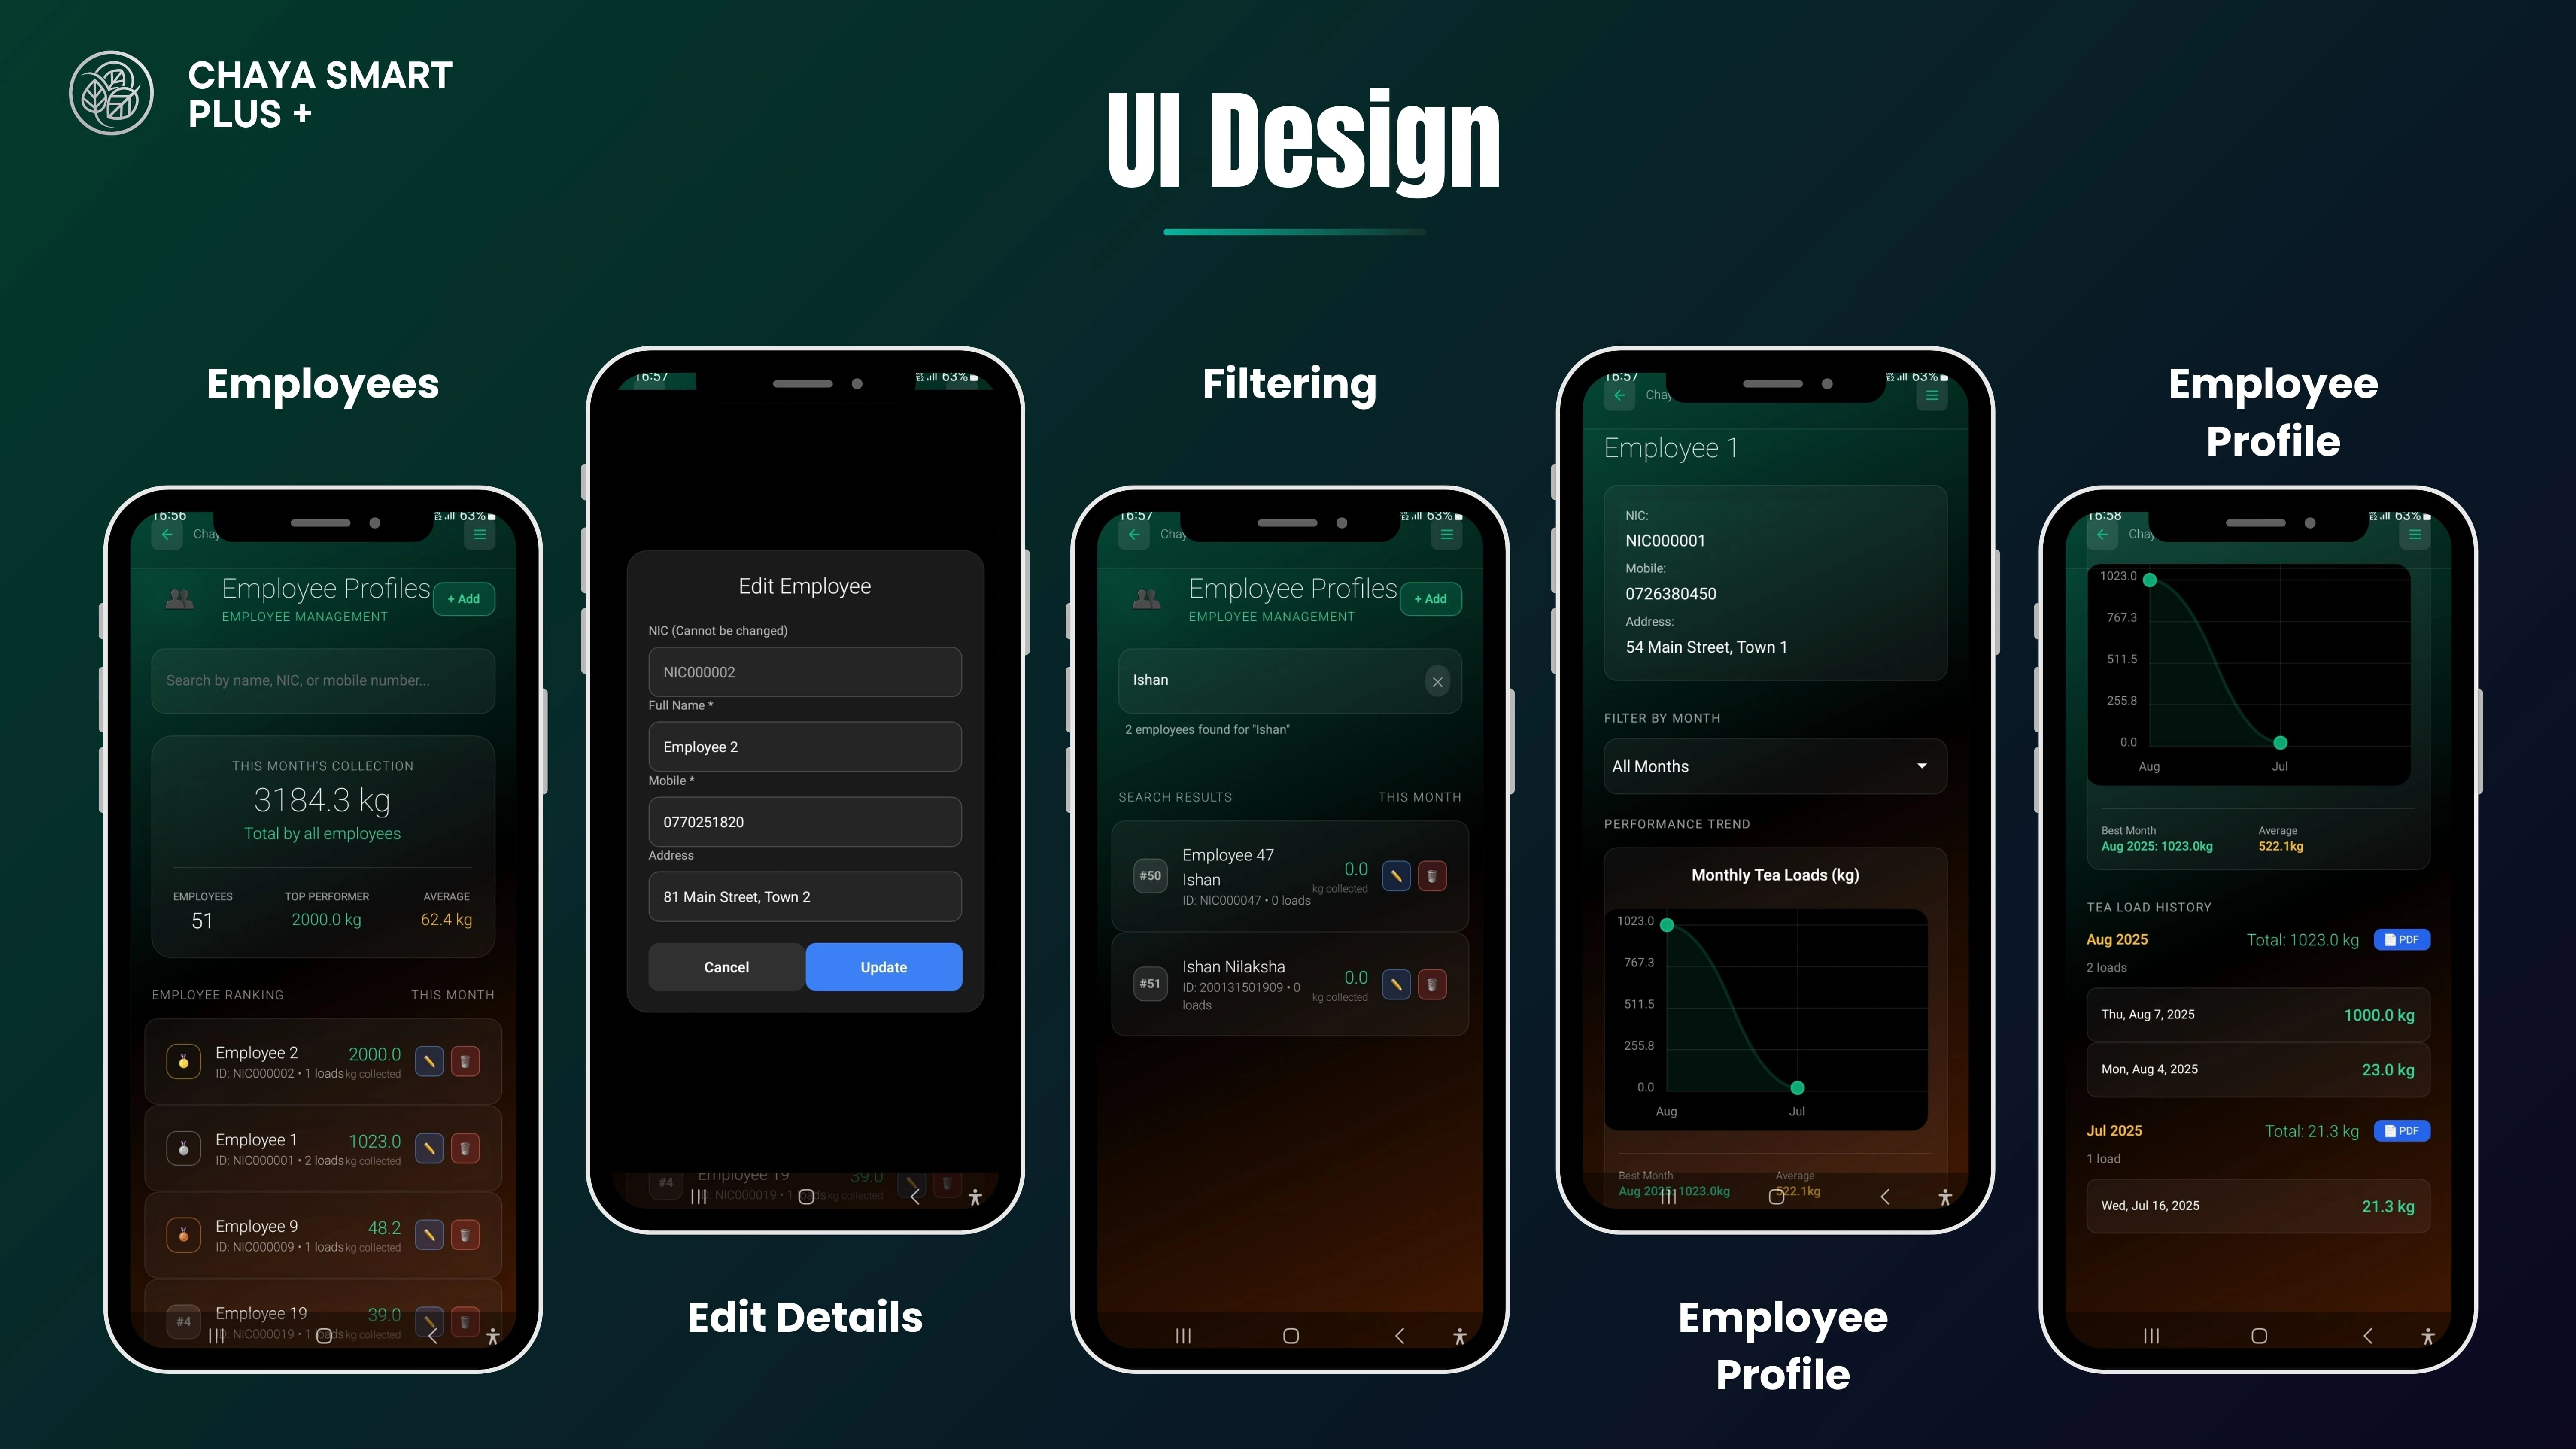 CHAYA SMART
PLUS +
UI Design
Employees
16:56
63%
Chay
Employee Profiles
+ Add
EMPLOYEE MANAGEMENT
Search by name, NIC, or mobile number...
THIS MONTH'S COLLECTION
3184.3 kg
Total by all employees
EMPLOYEES TOP PERFORMER AVERAGE
51 2000.0 kg 62.4 kg
EMPLOYEE RANKING THIS MONTH
Employee 2 2000.0
ID: NIC000002 • 1 loads kg collected
Employee 1 1023.0
ID: NIC000001 • 2 loads kg collected
Employee 9 48.2
ID: NIC000009 • 1 loads kg collected
#4 Employee 19 39.0
ID: NIC000019 • 1 loads kg collected
16:57
63%
Edit Employee
NIC (Cannot be changed)
NIC000002
Full Name *
Employee 2
Mobile *
0770251820
Address
81 Main Street, Town 2
Cancel Update
#4 Employee 19 39.0
ID: NIC000019 • 1 loads kg collected
Edit Details
Filtering
16:57
63%
Chay
Employee Profiles
+ Add
EMPLOYEE MANAGEMENT
Ishan
2 employees found for "Ishan"
SEARCH RESULTS THIS MONTH
#50 Employee 47
Ishan
0.0
kg collected
ID: NIC000047 • 0 loads
#51 Ishan Nilaksha
0.0
ID: 200131501909 • 0
loads
kg collected
16:57
63%
Chay
Employee 1
NIC:
NIC000001
Mobile:
0726380450
Address:
54 Main Street, Town 1
FILTER BY MONTH
All Months
PERFORMANCE TREND
Monthly Tea Loads (kg)
1023.0
767.3
511.5
255.8
0.0
Aug Jul
Best Month Average
Aug 2025: 1023.0kg 522.1kg
Employee
Profile
Employee
Profile
16:58
63%
Chay
1023.0
767.3
511.5
255.8
0.0
Aug Jul
Best Month Average
Aug 2025: 1023.0kg 522.1kg
TEA LOAD HISTORY
Aug 2025 Total: 1023.0 kg PDF
2 loads
Thu, Aug 7, 2025 1000.0 kg
Mon, Aug 4, 2025 23.0 kg
Jul 2025 Total: 21.3 kg PDF
1 load
Wed, Jul 16, 2025 21.3 kg